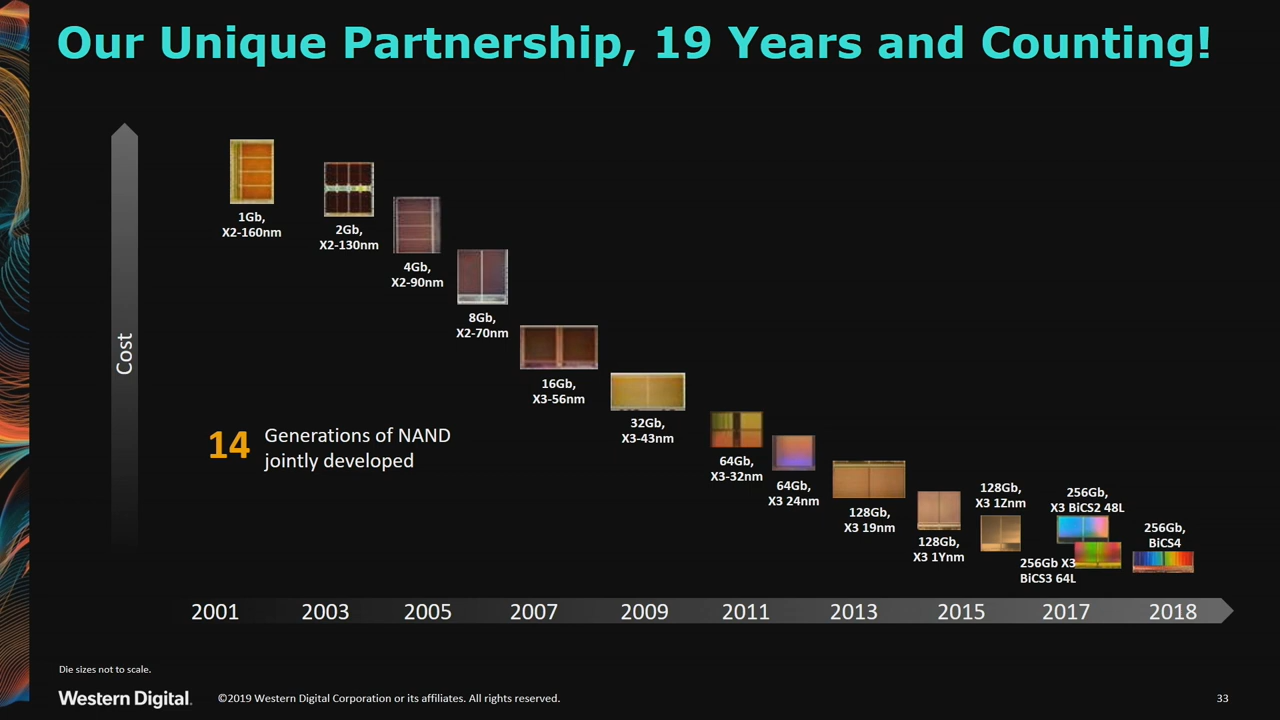 Our Unique Partnership, 19 Years and Counting!
Cost
1Gb,
X2-160nm
2Gb,
X2-130nm
4Gb,
X2-90nm
8Gb,
X2-70nm
16Gb,
X3-56nm
32Gb,
X3-43nm
64Gb,
X3-32nm
64Gb,
X3 24nm
128Gb,
X3 19nm
128Gb,
X3 1Ynm
128Gb,
X3 1Znm
256Gb,
X3 BiCS2 48L
256Gb X3
BiCS3 64L
256Gb,
BiCS4
14 Generations of NAND
jointly developed
2001 2003 2005 2007 2009 2011 2013 2015 2017 2018
Die sizes not to scale.
Western Digital. ©2019 Western Digital Corporation or its affiliates. All rights reserved. 33